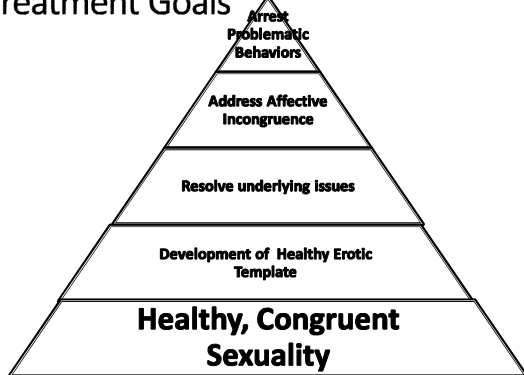 reatment Goals
Arrest
Problematic
Behaviors
Address Affective
Incongruence
Resolve underlying issues
Development of Healthy Erotic
Template
Healthy, Congruent
Sexuality